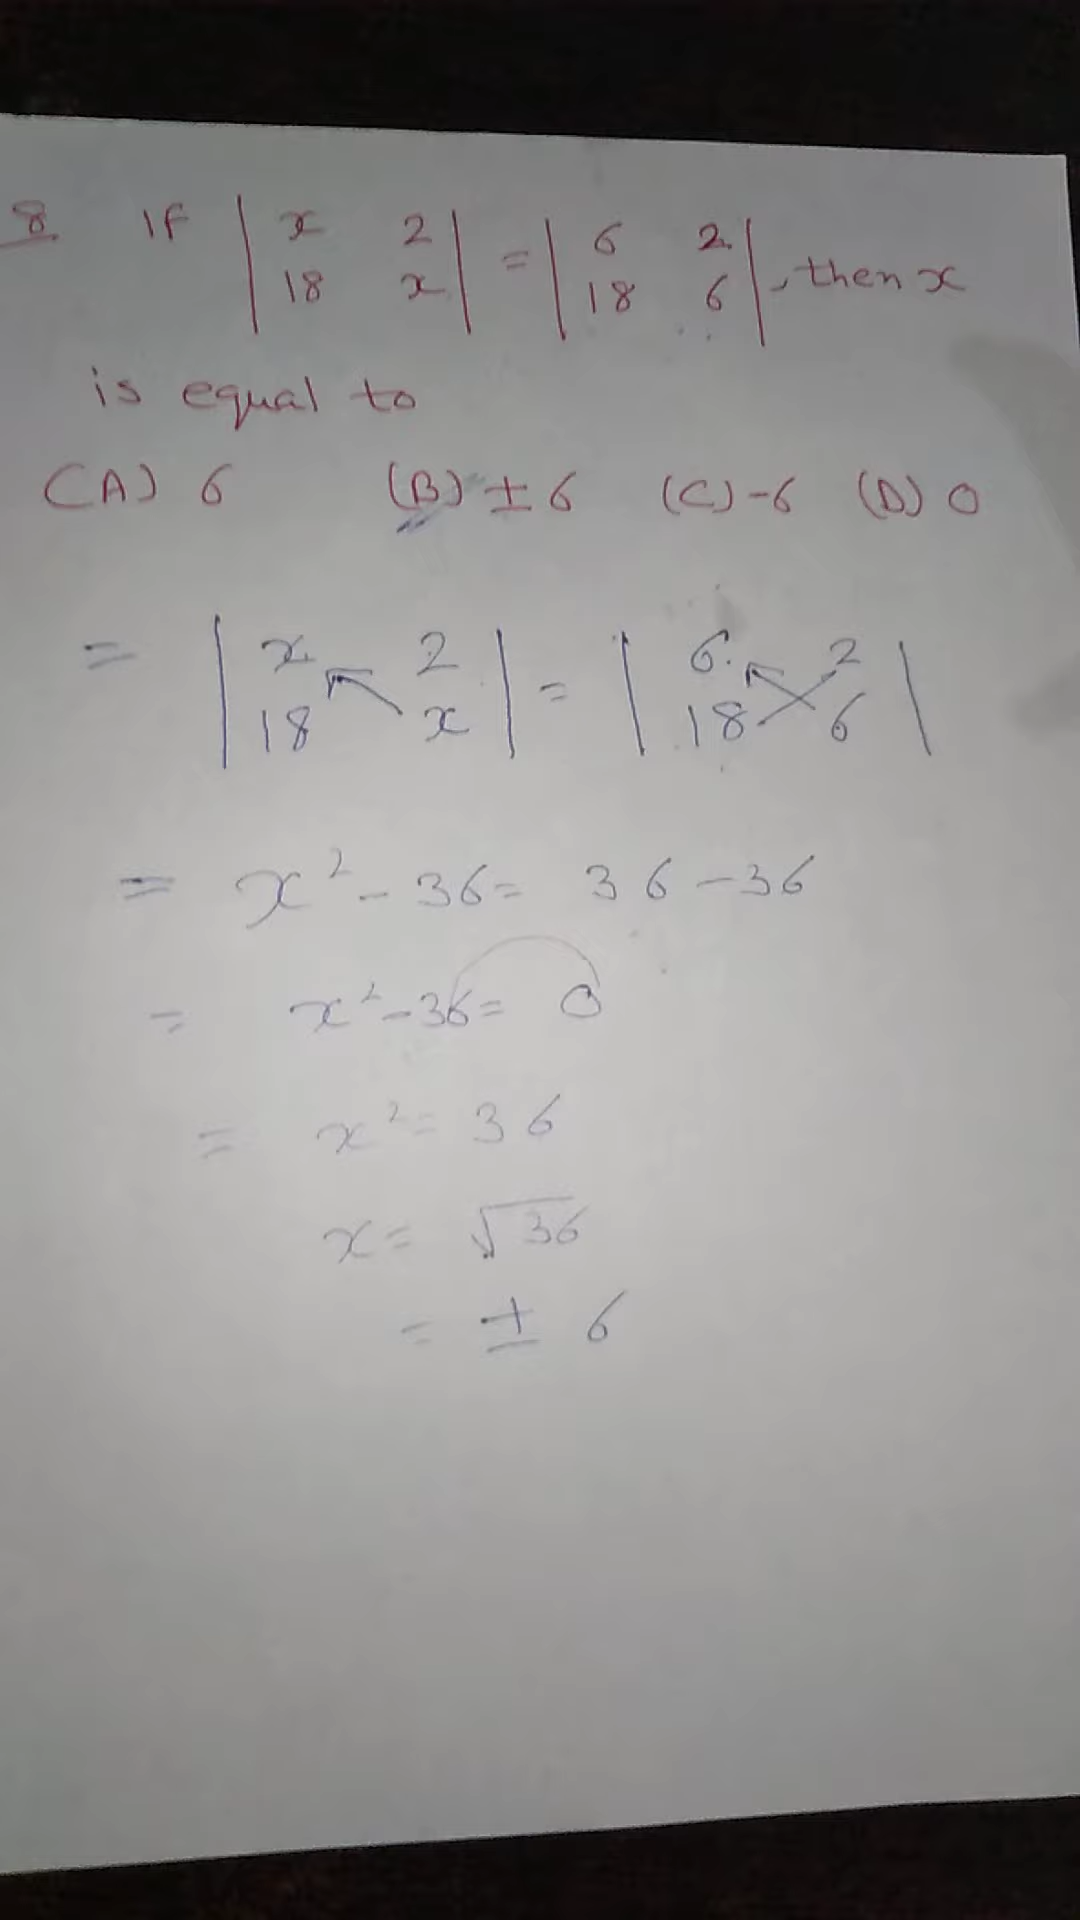 8. If | x 2 | = | 6 2 |, then x
| 18 x | | 18 6 |
is equal to
(A) 6 (B) ± 6 (C) -6 (D) 0
= | x 2 | = | 6 2 |
| 18 x | | 18 6 |
= x² - 36 = 36 - 36
= x² - 36 = 0
= x² = 36
x = √36
= ± 6